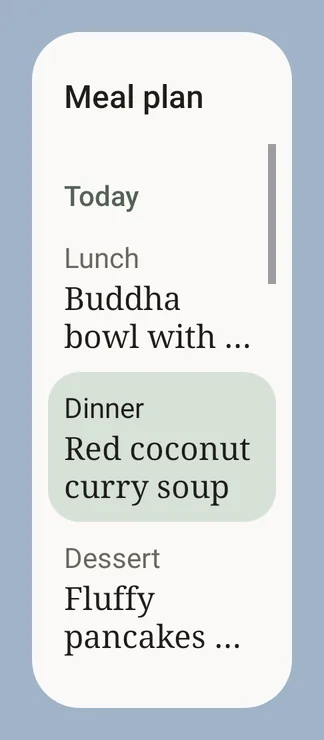 Meal plan
Today
Lunch
Buddha
bowl with ...
Dinner
Red coconut
curry soup
Dessert
Fluffy
pancakes ...